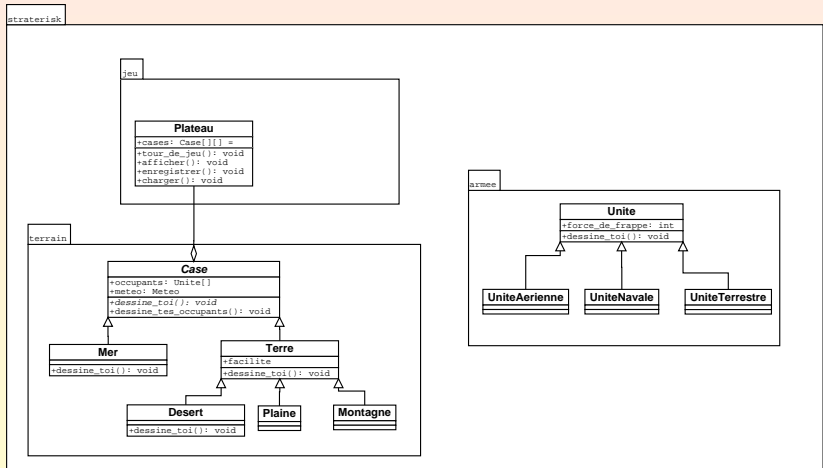 straterisk
jeu
Plateau
+cases: Case[][] =
+tour_de_jeu(): void
+afficher(): void
+enregistrer(): void
+charger(): void
terrain
Case
+occupants: Unite[]
+meteo: Meteo
+dessine_toi(): void
+dessine_tes_occupants(): void
Mer
+dessine_toi(): void
Terre
+facilite
+dessine_toi(): void
Desert
+dessine_toi(): void
Plaine
Montagne
armee
Unite
+force_de_frappe: int
+dessine_toi(): void
UniteAerienne
UniteNavale
UniteTerrestre